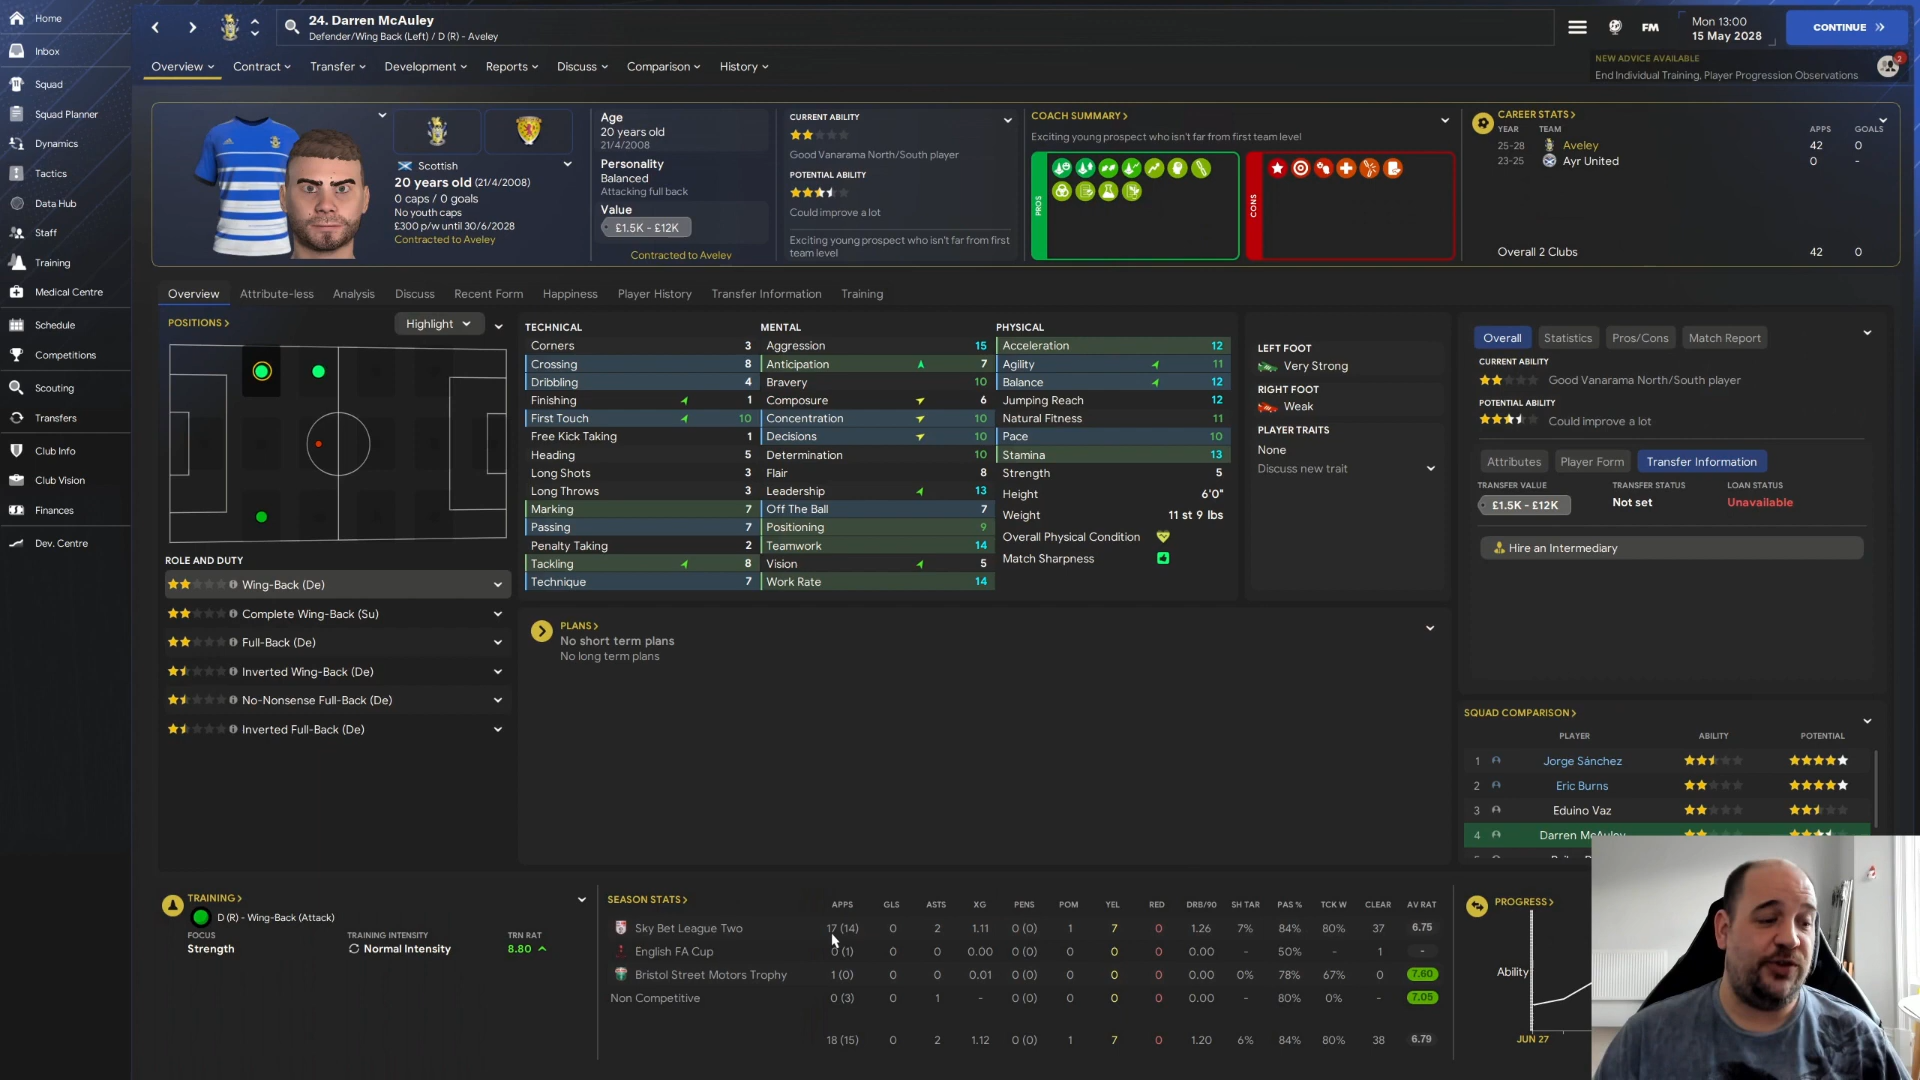 Home
Inbox
Squad
Squad Planner
Dynamics
Tactics
Data Hub
Staff
Training
Medical Centre
Schedule
Competitions
Scouting
Transfers
Club Info
Club Vision
Finances
Dev. Centre
24. Darren McAuley
Defender/Wing Back (Left) / D (R) - Aveley
FM
Mon 13:00
15 May 2028
CONTINUE
Overview Contract Transfer Development Reports Discuss Comparison History
NEW ADVICE AVAILABLE
End Individual Training, Player Progression Observations
2
Scottish
20 years old (21/4/2008)
0 caps / 0 goals
No youth caps
£300 p/w until 30/6/2028
Contracted to Aveley
Age
20 years old
21/4/2008
Personality
Balanced
Attacking full back
Value
£1.5K - £12K
Contracted to Aveley
CURRENT ABILITY
Good Vanarama North/South player
POTENTIAL ABILITY
Could improve a lot
Exciting young prospect who isn't far from first
team level
COACH SUMMARY
Exciting young prospect who isn't far from first team level
PROS
CONS
CAREER STATS
YEAR TEAM APPS GOALS
25-28 Aveley 42 0
23-25 Ayr United 0 -
Overall 2 Clubs 42 0
Overview Attribute-less Analysis Discuss Recent Form Happiness Player History Transfer Information Training
POSITIONS
Highlight
ROLE AND DUTY
Wing-Back (De)
Complete Wing-Back (Su)
Full-Back (De)
Inverted Wing-Back (De)
No-Nonsense Full-Back (De)
Inverted Full-Back (De)
TECHNICAL
Corners 3
Crossing 8
Dribbling 4
Finishing 1
First Touch 10
Free Kick Taking 1
Heading 5
Long Shots 3
Long Throws 3
Marking 7
Passing 7
Penalty Taking 2
Tackling 8
Technique 7
MENTAL
Aggression 15
Anticipation 7
Bravery 10
Composure 6
Concentration 10
Decisions 10
Determination 10
Flair 8
Leadership 13
Off The Ball 7
Positioning 9
Teamwork 14
Vision 5
Work Rate 14
PHYSICAL
Acceleration 12
Agility 11
Balance 12
Jumping Reach 12
Natural Fitness 11
Pace 10
Stamina 13
Strength 5
Height 6'0"
Weight 11 st 9 lbs
Overall Physical Condition
Match Sharpness
LEFT FOOT
Very Strong
RIGHT FOOT
Weak
PLAYER TRAITS
None
Discuss new trait
PLANS
No short term plans
No long term plans
Overall Statistics Pros/Cons Match Report
CURRENT ABILITY
Good Vanarama North/South player
POTENTIAL ABILITY
Could improve a lot
Attributes Player Form Transfer Information
TRANSFER VALUE TRANSFER STATUS LOAN STATUS
£1.5K - £12K Not set Unavailable
Hire an Intermediary
SQUAD COMPARISON
PLAYER ABILITY POTENTIAL
1 Jorge Sánchez
2 Eric Burns
3 Eduino Vaz
4 Darren McAuley
TRAINING
D (R) - Wing-Back (Attack)
FOCUS TRAINING INTENSITY TRN RAT
Strength Normal Intensity 8.80
SEASON STATS APPS GLS ASTS XG PENS POM YEL RED DRB/90 SH TAR PAS % TCK W CLEAR AV RAT
Sky Bet League Two 17 (14) 0 2 1.11 0 (0) 1 7 0 1.26 7% 84% 80% 37 6.75
English FA Cup 0 (1) 0 0 0.00 0 (0) 0 0 0 0.00 - 50% - 1 -
Bristol Street Motors Trophy 1 (0) 0 0 0.01 0 (0) 0 0 0 0.00 0% 78% 67% 0 7.60
Non Competitive 0 (3) 0 1 - 0 (0) 0 0 0 0.00 - 80% 0% - 7.05
18 (15) 0 2 1.12 0 (0) 1 7 0 1.20 6% 84% 80% 38 6.79
PROGRESS
Ability
JUN 27